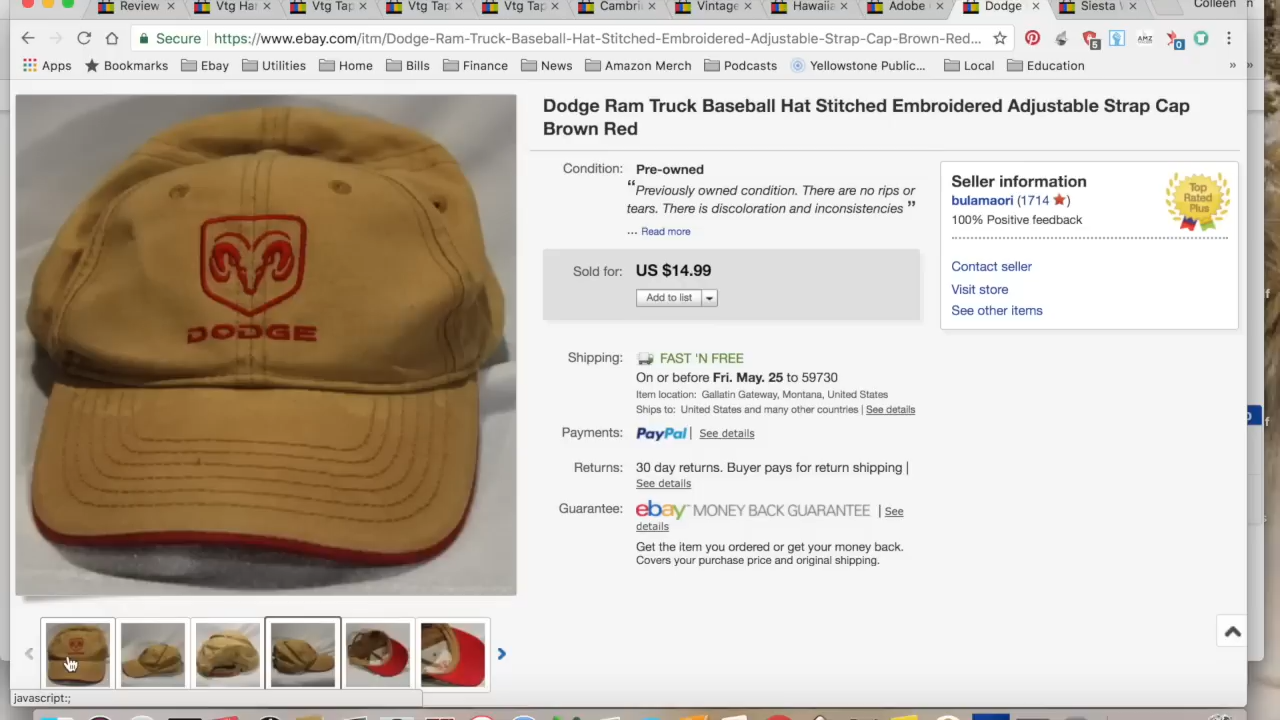 Review
Vtg Ha
Vtg Tap
Vtg Tap
Vtg Tap
Cambri
Vintage
Hawaiia
Adobe
Dodge
Siesta
Colleen
Secure
https://www.ebay.com/itm/Dodge-Ram-Truck-Baseball-Hat-Stitched-Embroidered-Adjustable-Strap-Cap-Brown-Red...
5
AMZ
0
Apps
Bookmarks
Ebay
Utilities
Home
Bills
Finance
News
Amazon Merch
Podcasts
Yellowstone Public...
Local
Education
»
»
DODGE
Dodge Ram Truck Baseball Hat Stitched Embroidered Adjustable Strap Cap
Brown Red
Condition: Pre-owned
“Previously owned condition. There are no rips or
tears. There is discoloration and inconsistencies ”
... Read more
Sold for: US $14.99
Add to list
Shipping: FAST 'N FREE
On or before Fri. May. 25 to 59730
Item location: Gallatin Gateway, Montana, United States
Ships to: United States and many other countries | See details
Payments: PayPal | See details
Returns: 30 day returns. Buyer pays for return shipping |
See details
Guarantee: ebay MONEY BACK GUARANTEE | See
details
Get the item you ordered or get your money back.
Covers your purchase price and original shipping.
Seller information
bulamaori (1714 )
100% Positive feedback
Top
Rated
Plus
Contact seller
Visit store
See other items
javascript:;